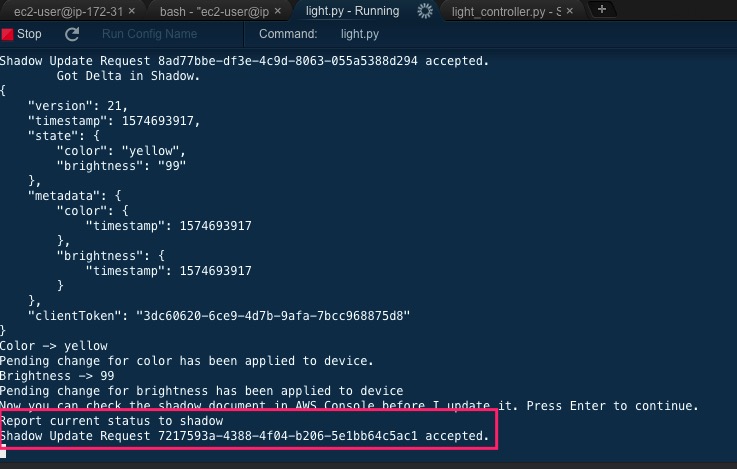 ec2-user@ip-172-31 × bash - "ec2-user@ip × light.py - Running light_controller.py - S ×
Stop Run Config Name Command: light.py
Shadow Update Request 8ad77bbe-df3e-4c9d-8063-055a5388d294 accepted.
Got Delta in Shadow.
{
"version": 21,
"timestamp": 1574693917,
"state": {
"color": "yellow",
"brightness": "99"
},
"metadata": {
"color": {
"timestamp": 1574693917
},
"brightness": {
"timestamp": 1574693917
}
},
"clientToken": "3dc60620-6ce9-4d7b-9afa-7bcc968875d8"
}
Color -> yellow
Pending change for color has been applied to device.
Brightness -> 99
Pending change for brightness has been applied to device
Now you can check the shadow document in AWS Console before I update it. Press Enter to continue.
Report current status to shadow
Shadow Update Request 7217593a-4388-4f04-b206-5e1bb64c5ac1 accepted.